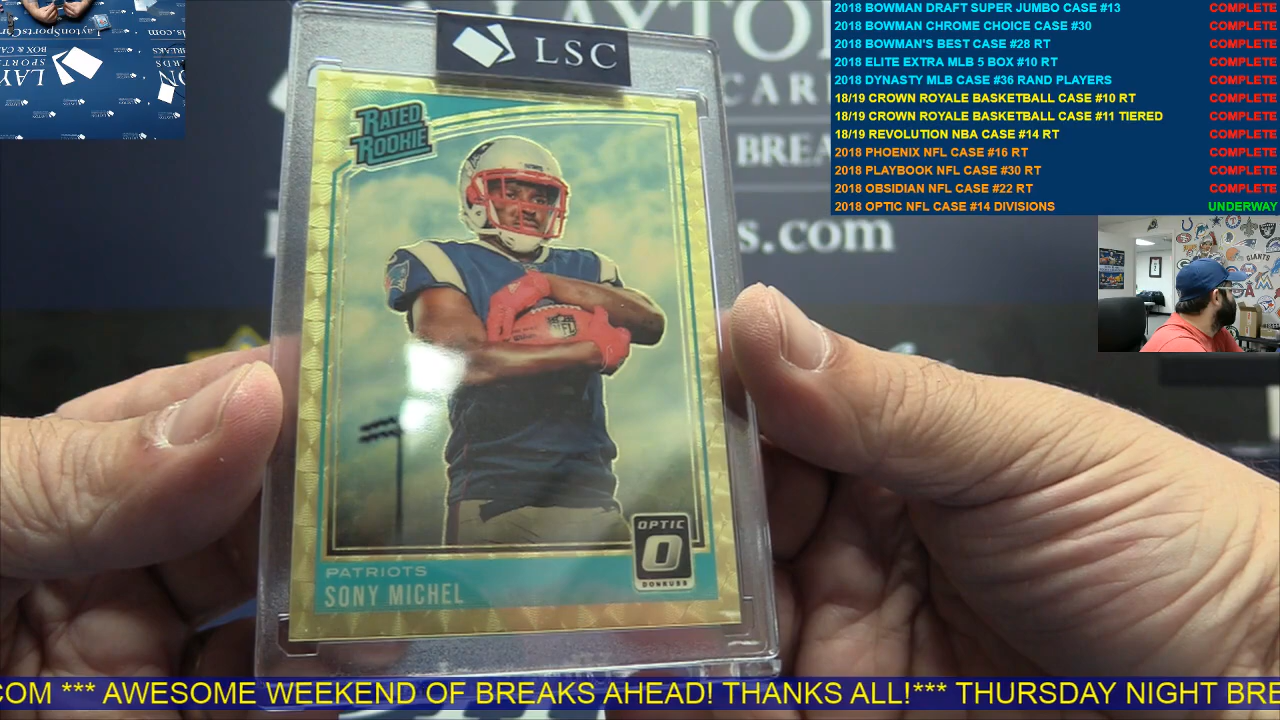 2018 BOWMAN DRAFT SUPER JUMBO CASE #13 COMPLETE
2018 BOWMAN CHROME CHOICE CASE #30 COMPLETE
2018 BOWMAN'S BEST CASE #28 RT COMPLETE
2018 ELITE EXTRA MLB 5 BOX #10 RT COMPLETE
2018 DYNASTY MLB CASE #36 RAND PLAYERS COMPLETE
18/19 CROWN ROYALE BASKETBALL CASE #10 RT COMPLETE
18/19 CROWN ROYALE BASKETBALL CASE #11 TIERED COMPLETE
18/19 REVOLUTION NBA CASE #14 RT COMPLETE
2018 PHOENIX NFL CASE #16 RT COMPLETE
2018 PLAYBOOK NFL CASE #30 RT COMPLETE
2018 OBSIDIAN NFL CASE #22 RT COMPLETE
2018 OPTIC NFL CASE #14 DIVISIONS UNDERWAY
LSC
RATED
ROOKIE
NFL
OPTIC
O
DONRUSS
PATRIOTS
SONY MICHEL
s.com
GIANTS
COM *** AWESOME WEEKEND OF BREAKS AHEAD! THANKS ALL!*** THURSDAY NIGHT BRE